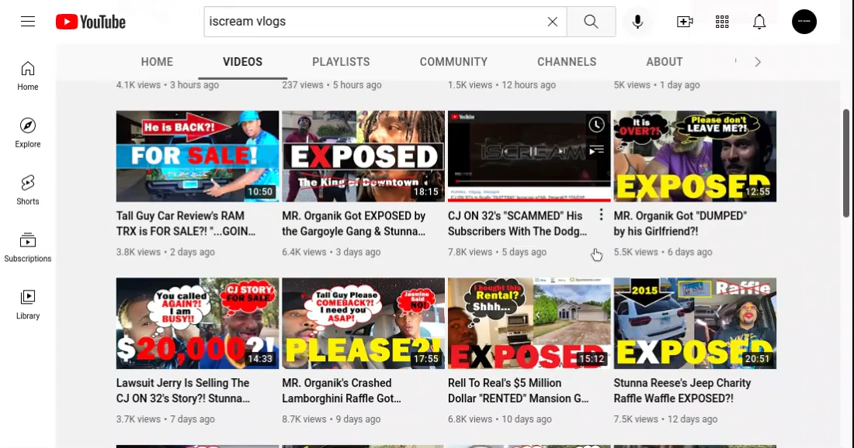 YouTube
iscream vlogs
HOME VIDEOS PLAYLISTS COMMUNITY CHANNELS ABOUT
Home
Explore
Shorts
Subscriptions
Library
4.1K views • 3 hours ago
237 views • 5 hours ago
1.5K views • 12 hours ago
5K views • 1 day ago
He is BACK?!
FOR SALE!
10:50
EXPOSED
The King of Downtown
18:15
YouTube
ISCREAM
It is
OVER?!
Please don't
LEAVE ME?!
EXPOSED
12:55
Tall Guy Car Review's RAM
TRX is FOR SALE?! "...GOIN...
3.8K views • 2 days ago
MR. Organik Got EXPOSED by
the Gargoyle Gang & Stunna...
6.4K views • 3 days ago
CJ ON 32's "SCAMMED" His
Subscribers With The Dodg...
7.8K views • 5 days ago
MR. Organik Got "DUMPED"
by his Girlfriend?!
5.5K views • 6 days ago
You called
AGAIN?!
I am
BUSY!!
CJ STORY
FOR SALE
$20,000?!
14:33
Tall Guy Please
COMEBACK?!
I need you
ASAP!
Jasmine
Said
NO!
PLEASE?!
17:55
I bought this
Rental?
Shhh...
EXPOSED
15:12
2015
Raffle
EXPOSED
20:51
Lawsuit Jerry Is Selling The
CJ ON 32's Story?! Stunna...
3.7K views • 7 days ago
MR. Organik's Crashed
Lamborghini Raffle Got...
8.7K views • 9 days ago
Rell To Real's $5 Million
Dollar "RENTED" Mansion G...
6.8K views • 10 days ago
Stunna Reese's Jeep Charity
Raffle Waffle EXPOSED?!
7.5K views • 12 days ago